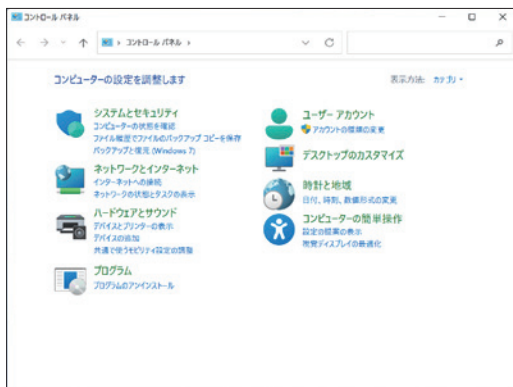 コントロール パネル
コントロール パネル
コンピューターの設定を調整します
表示方法: カテゴリ
システムとセキュリティ
コンピューターの状態を確認
ファイル履歴でファイルのバックアップ コピーを保存
バックアップと復元 (Windows 7)
ネットワークとインターネット
インターネットへの接続
ネットワークの状態とタスクの表示
ハードウェアとサウンド
デバイスとプリンターの表示
デバイスの追加
共通で使うモビリティ設定の調整
プログラム
プログラムのアンインストール
ユーザー アカウント
アカウントの種類の変更
デスクトップのカスタマイズ
時計と地域
日付、時刻、数値形式の変更
コンピューターの簡単操作
設定の提案の表示
視覚ディスプレイの最適化